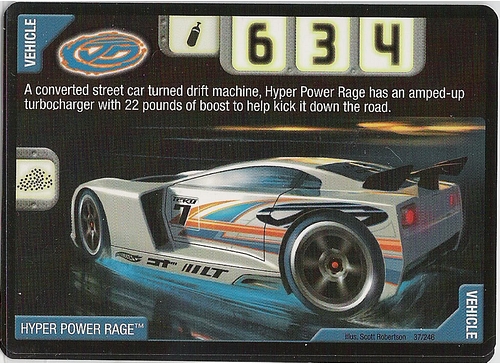 VEHICLE
6 3 4
A converted street car turned drift machine, Hyper Power Rage has an amped-up
turbocharger with 22 pounds of boost to help kick it down the road.
1
LT
HYPER POWER RAGE™
illus. Scott Robertson 37/246
VEHICLE